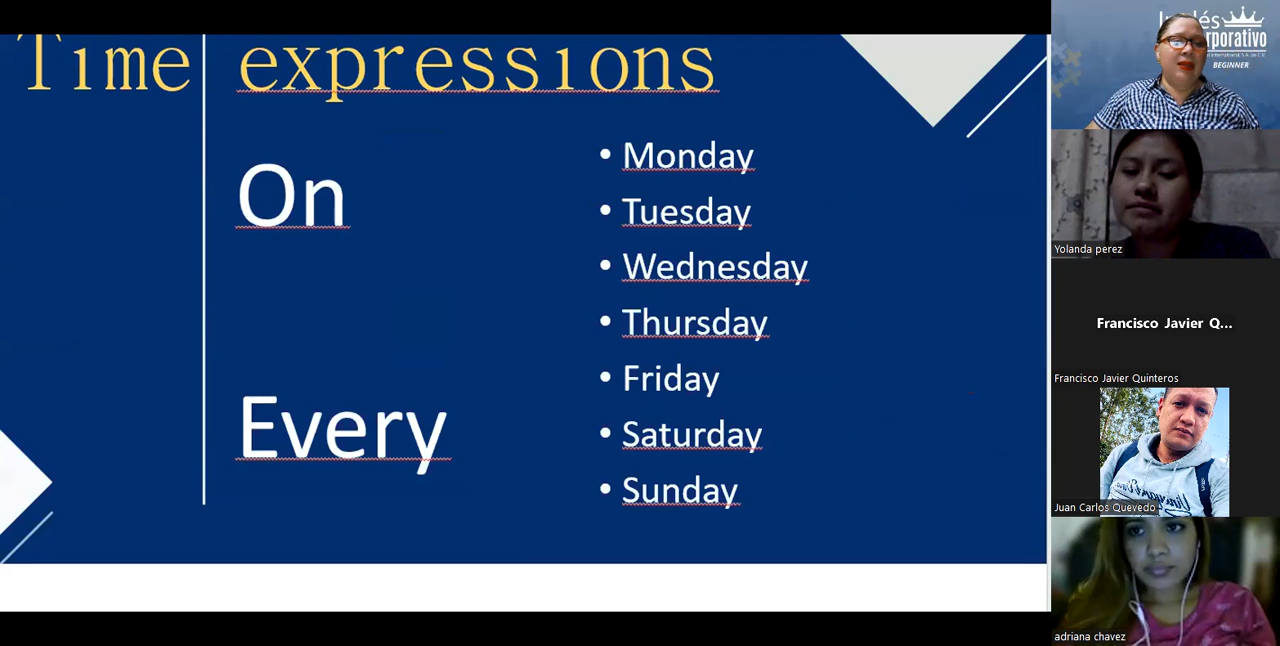 Time expressions
On
Every
• Monday
• Tuesday
• Wednesday
• Thursday
• Friday
• Saturday
• Sunday
BEGINNER
Yolanda perez
Francisco Javier Q...
Francisco Javier Quinteros
Juan Carlos Quevedo
adriana chavez